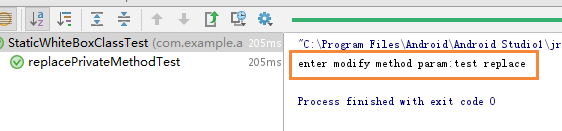 StaticWhiteBoxClassTest (com.example.a 205ms
replacePrivateMethodTest 205ms
"C:\Program Files\Android\Android Studio1\jr
enter modify method param:test replace
Process finished with exit code 0